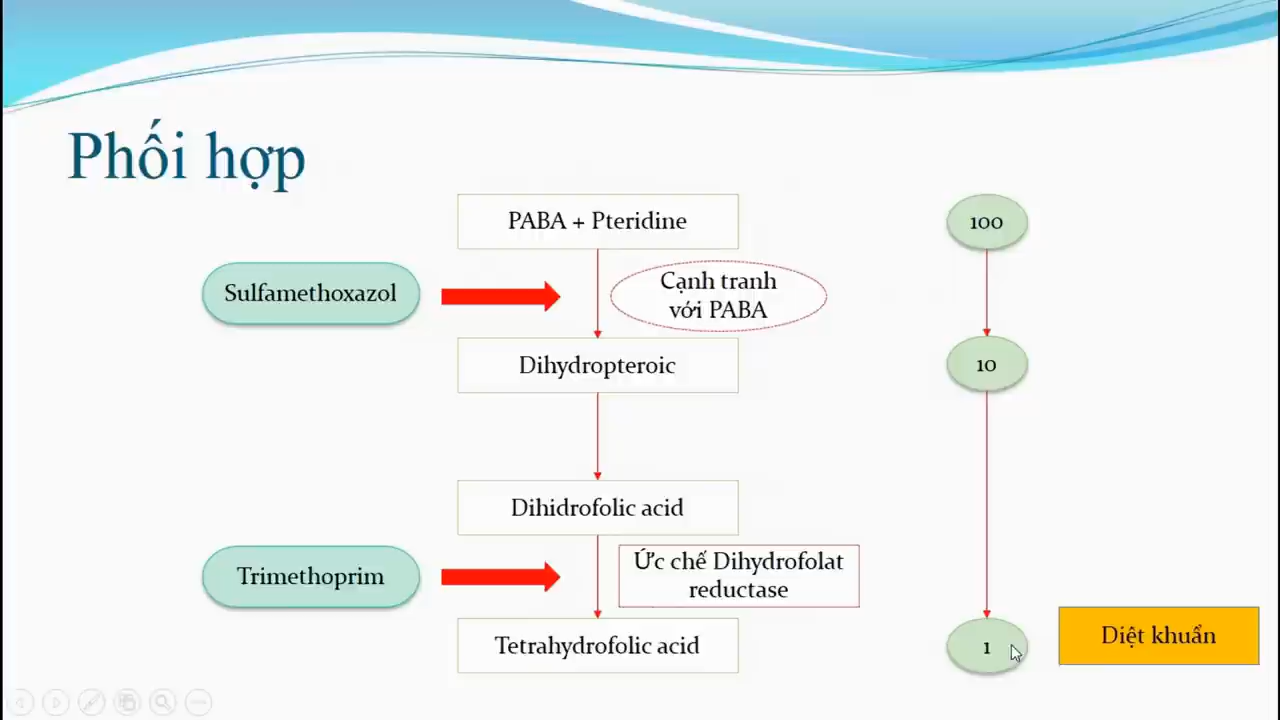 Phối hợp
PABA + Pteridine
100
Sulfamethoxazol
Cạnh tranh
với PABA
Dihydropteroic
10
Dihidrofolic acid
Trimethoprim
Ức chế Dihydrofolat
reductase
Tetrahydrofolic acid
1
Diệt khuẩn